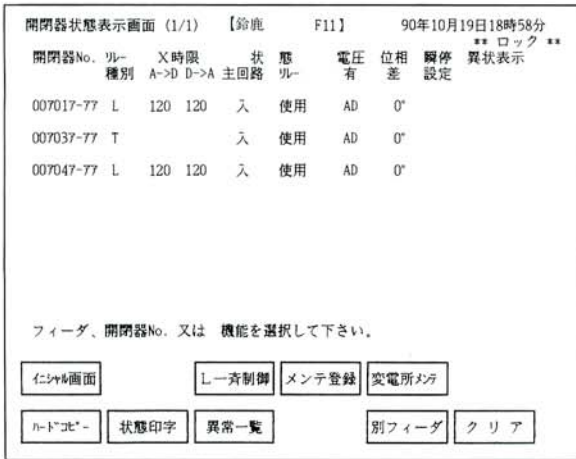 開閉器状態表示画面 (1/1) 【鈴鹿 F11】 90年10月19日18時58分
** ロック **
開閉器No. リレー X時限 状 態 電圧 位相 瞬停 異状表示
種別 A->D D->A 主回路 リレー 有 差 設定
007017-77 L 120 120 入 使用 AD 0°
007037-77 T 入 使用 AD 0°
007047-77 L 120 120 入 使用 AD 0°
フィーダ、開閉器No. 又は 機能を選択して下さい。
イニシャル画面 L一斉制御 メンテ登録 変電所メンテ
ハードコピー 状態印字 異常一覧 別フィーダ クリア